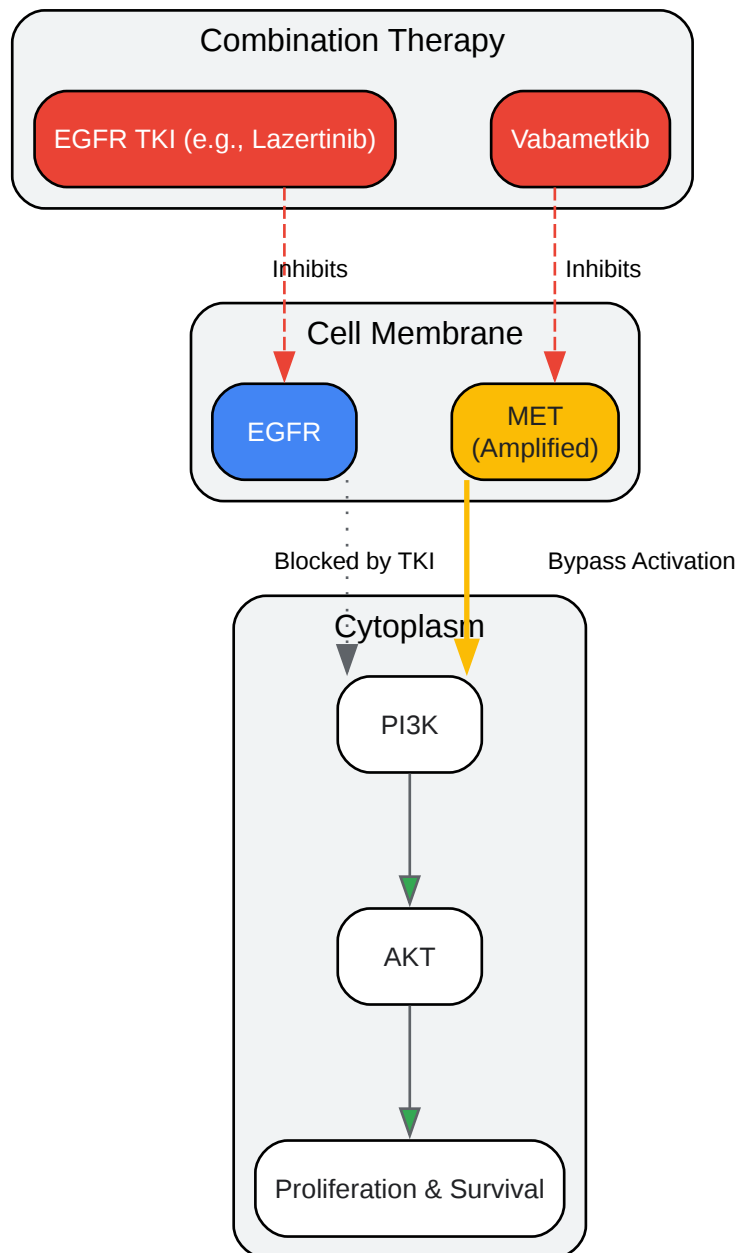 Combination Therapy
EGFR TKI (e.g., Lazertinib)
Vabametkib
Inhibits
Inhibits
Cell Membrane
EGFR
MET
(Amplified)
Blocked by TKI
Bypass Activation
Cytoplasm
PI3K
AKT
Proliferation & Survival